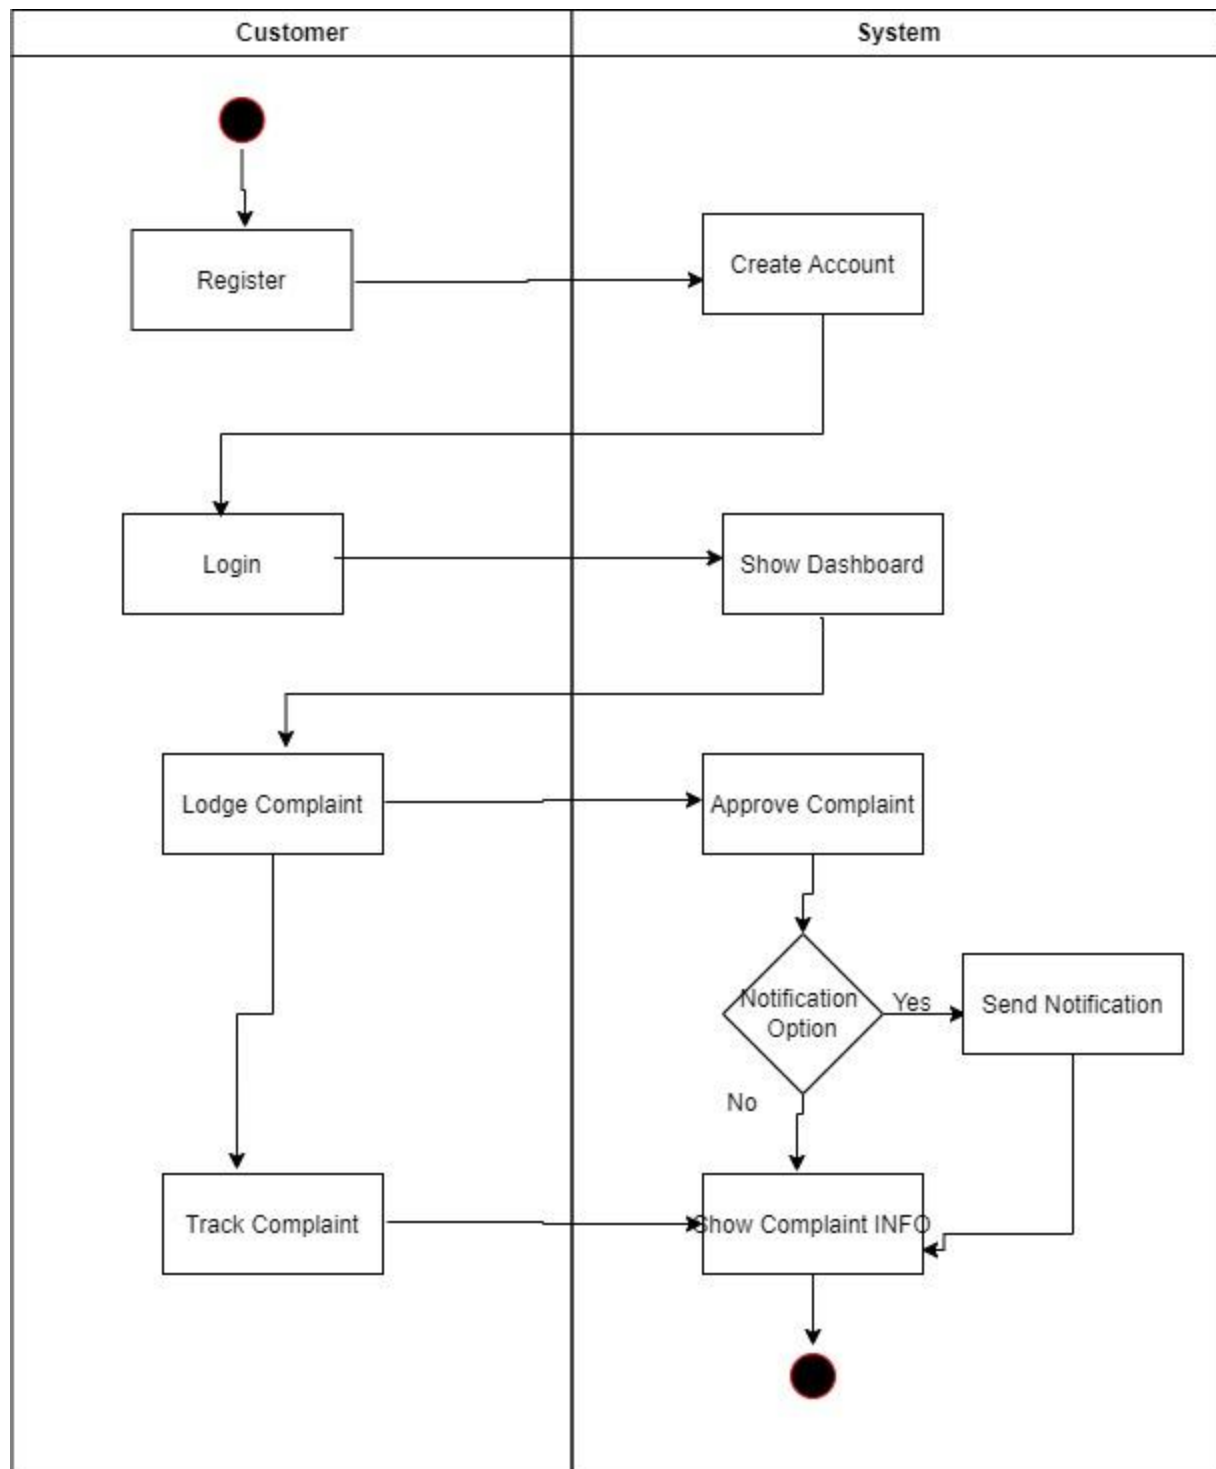 Customer
System
Register
Create Account
Login
Show Dashboard
Lodge Complaint
Approve Complaint
Notification
Option
Yes
Send Notification
No
Track Complaint
Show Complaint INFO